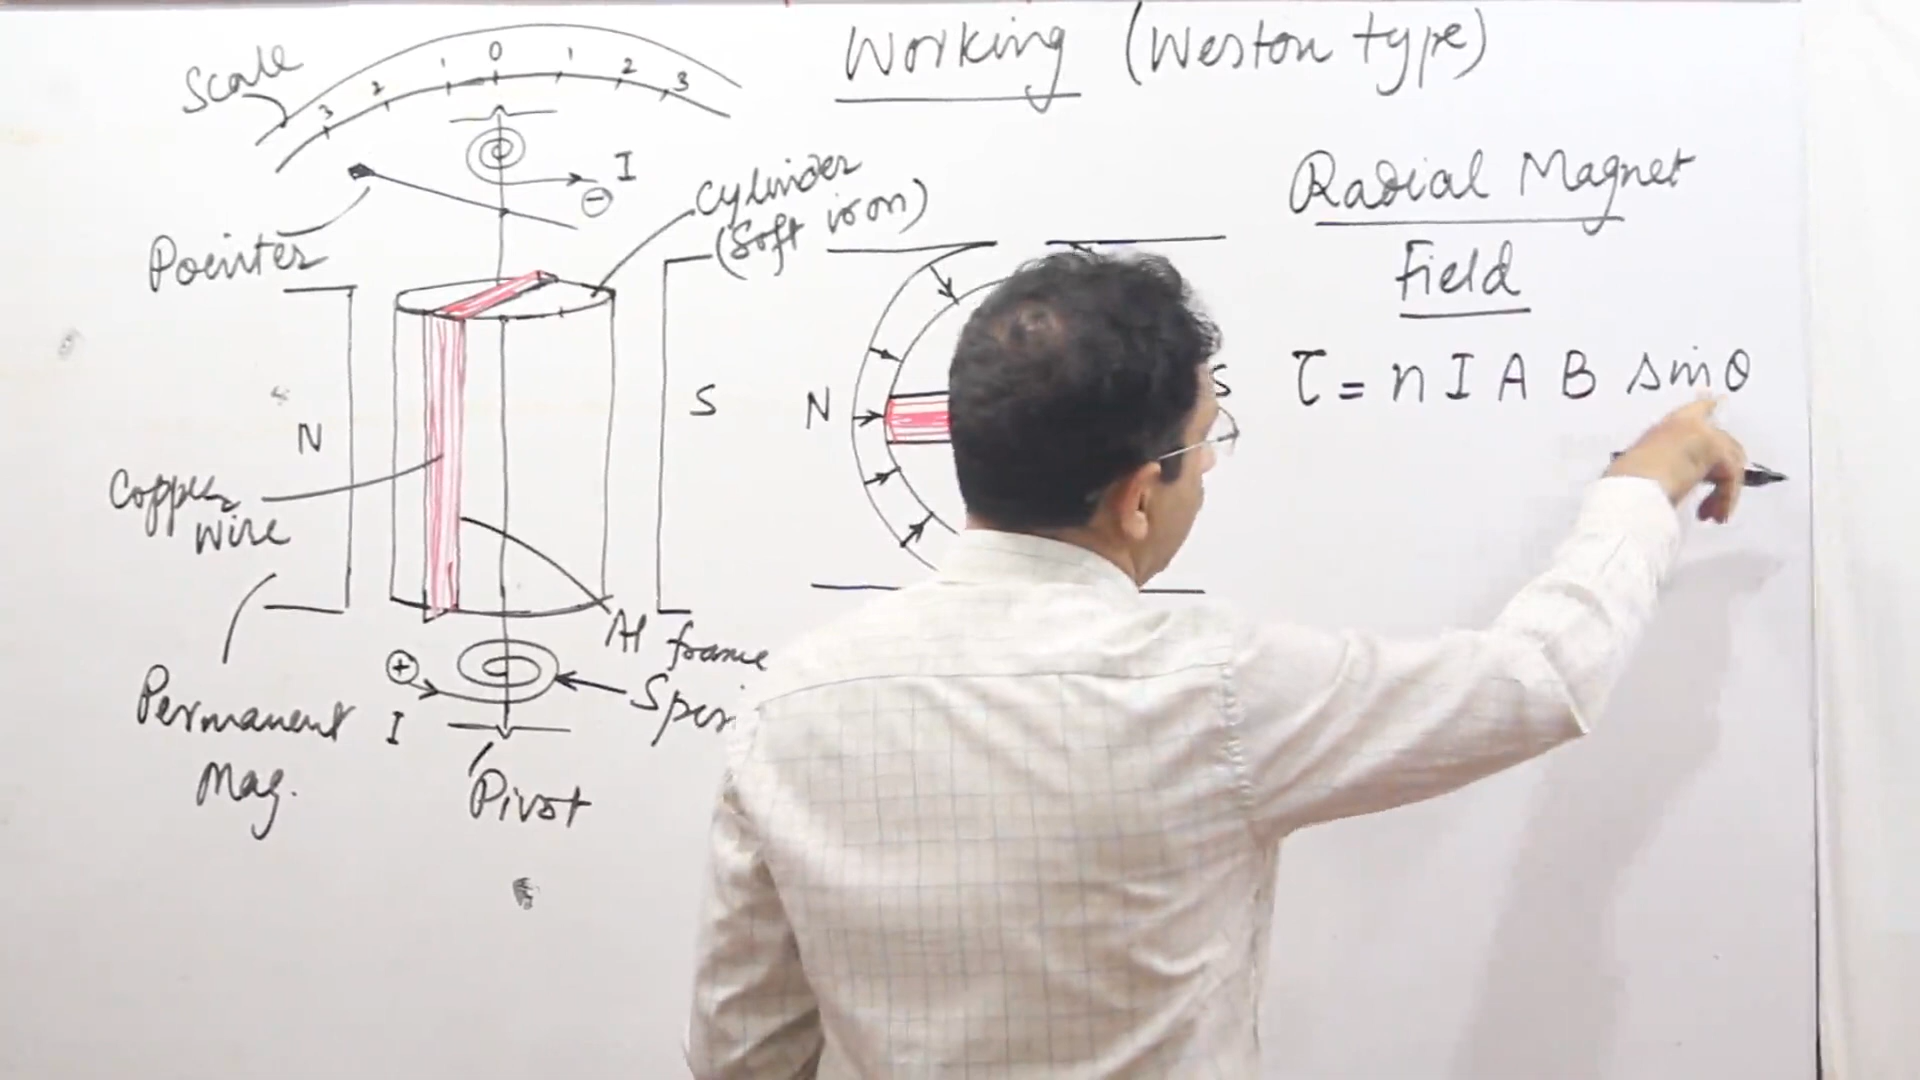 Working (Weston type)
Scale
3 2 1 0 1 2 3
I
⊖
Pointer
Cylinder
(Soft iron)
Radial Magnet
Field
N
S
N
S
τ = n I A B sinθ
Copper
wire
Al frame
⊕
I
Permanent
Mag.
Pivot